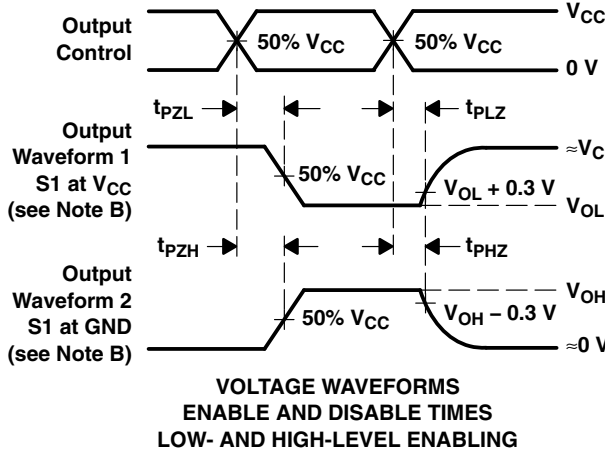 Output
Control
50% VCC
50% VCC
VCC
0 V
tPZL
tPLZ
Output
Waveform 1
S1 at VCC
(see Note B)
50% VCC
≈VC
VOL + 0.3 V
VOL
tPZH
tPHZ
Output
Waveform 2
S1 at GND
(see Note B)
50% VCC
VOH
VOH − 0.3 V
≈0 V
VOLTAGE WAVEFORMS
ENABLE AND DISABLE TIMES
LOW- AND HIGH-LEVEL ENABLING